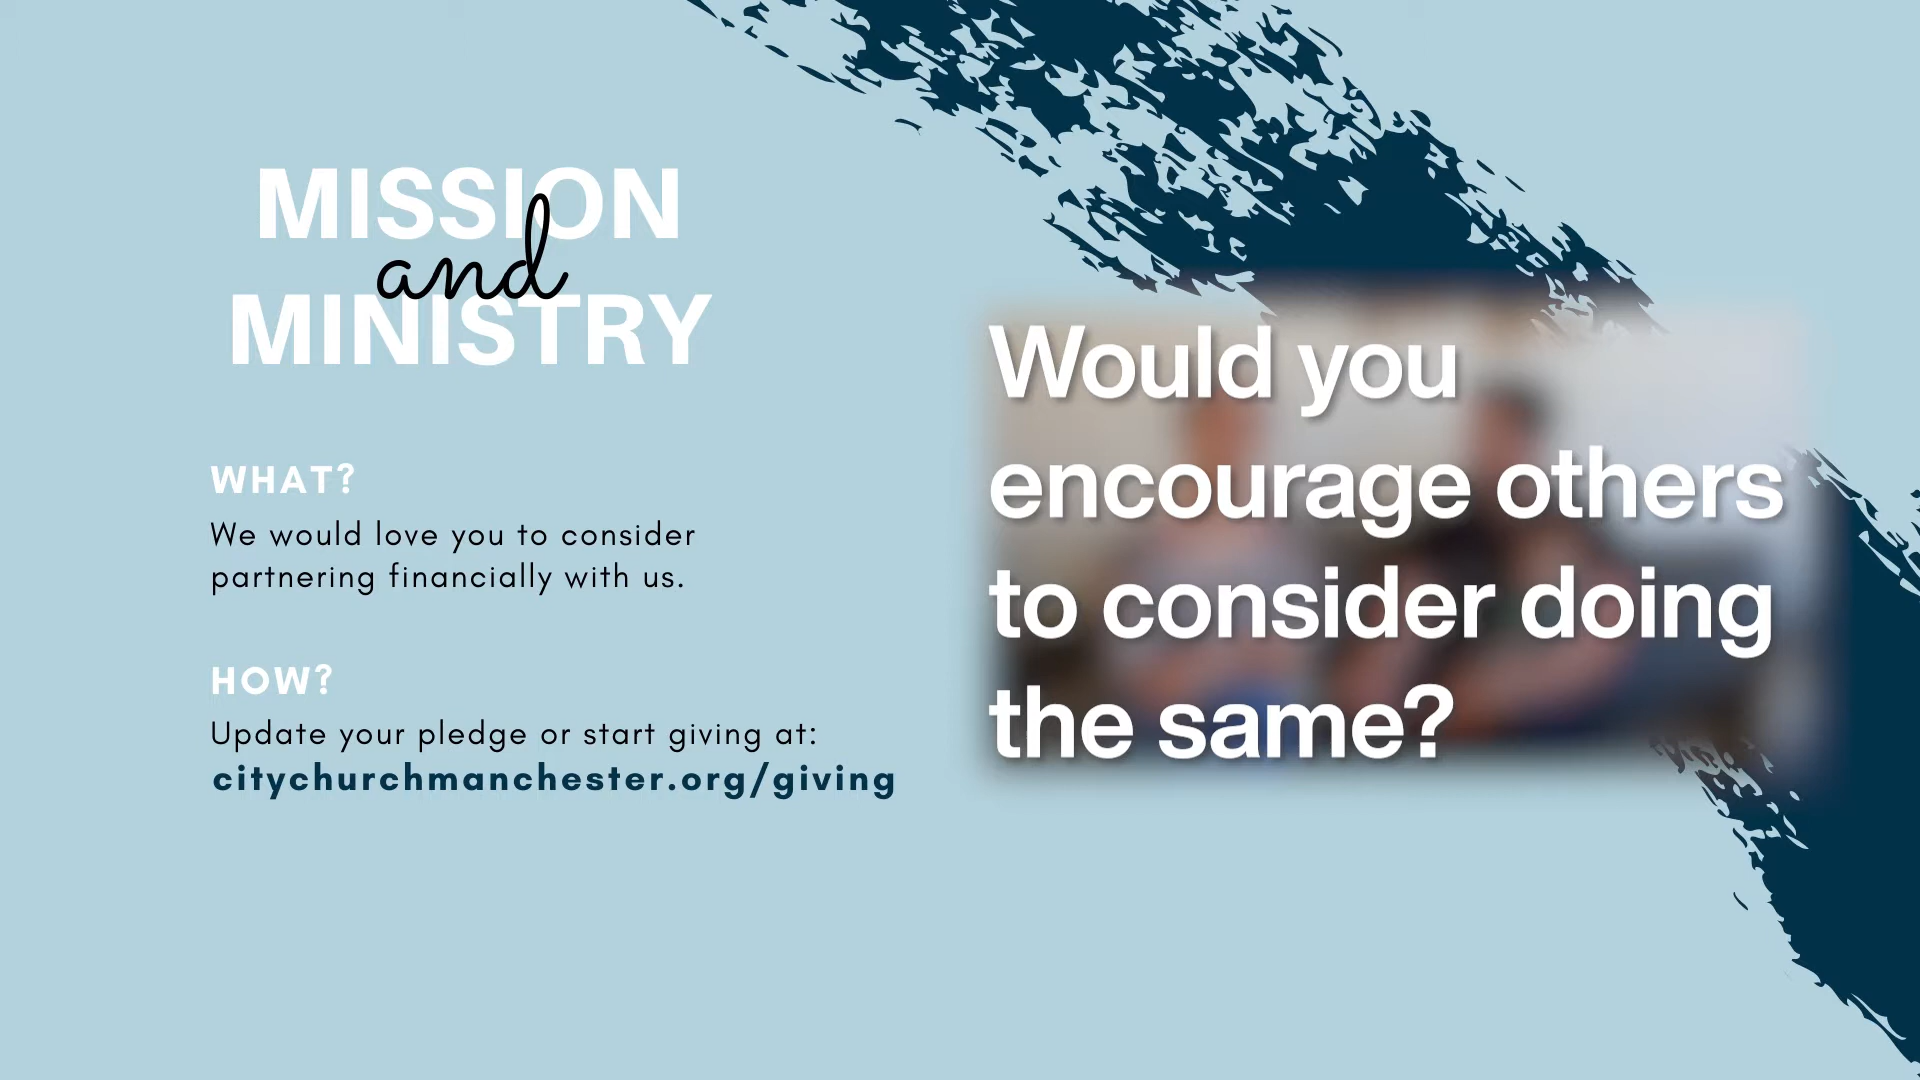 MISSION
and
MINISTRY
WHAT?
We would love you to consider
partnering financially with us.
HOW?
Update your pledge or start giving at:
citychurchmanchester.org/giving
Would you
encourage others
to consider doing
the same?